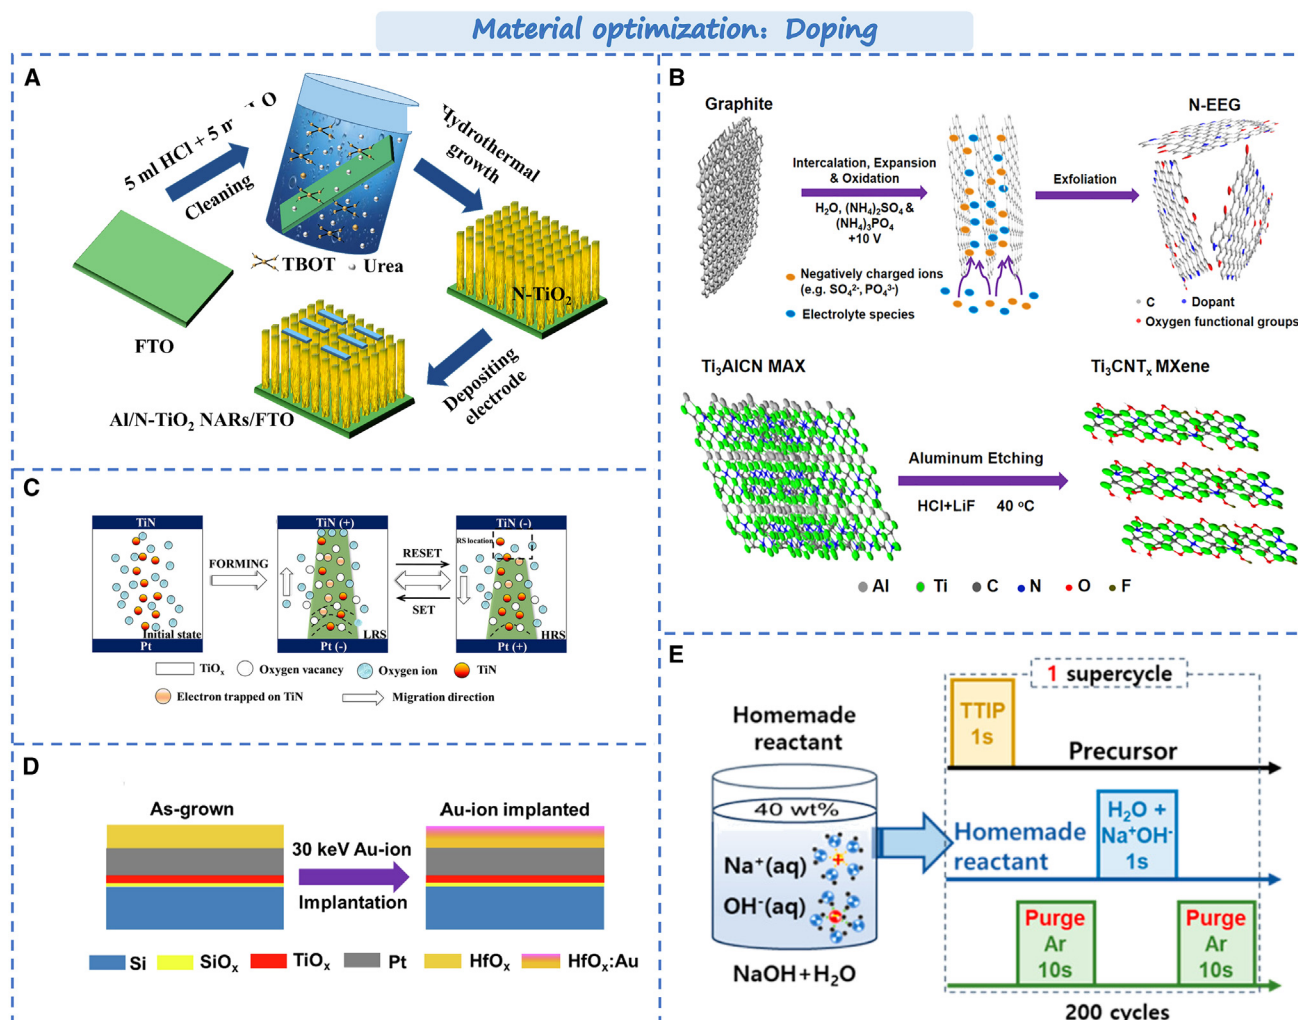 Material optimization: Doping
A
5 ml HCl + 5 m
O
Cleaning
Hydrothermal
growth
TBOT
Urea
FTO
N-TiO₂
Depositing
electrode
Al/N-TiO₂ NARs/FTO
B
Graphite
N-EEG
Intercalation, Expansion
& Oxidation
H₂O, (NH₄)₂SO₄ &
(NH₄)₃PO₄
+10 V
Exfoliation
Negatively charged ions
(e.g. SO₄²⁻, PO₄³⁻)
Electrolyte species
C Dopant
Oxygen functional groups
Ti₃AlCN MAX
Ti₃CNTₓ MXene
Aluminum Etching
HCl+LiF 40 °C
Al Ti C N O F
C
TiN
Initial state
Pt
FORMING
TiN (+)
LRS
Pt (-)
RESET
SET
TiN (-)
RS location
HRS
Pt (+)
TiOₓ Oxygen vacancy Oxygen ion TiN
Electron trapped on TiN Migration direction
D
As-grown
Au-ion implanted
30 keV Au-ion
Implantation
Si SiOₓ TiOₓ Pt HfOₓ HfOₓ:Au
E
Homemade
reactant
40 wt%
Na⁺(aq)
+
OH⁻(aq)
NaOH+H₂O
1 supercycle
TTIP
1s
Precursor
Homemade
reactant
H₂O +
Na⁺OH⁻
1s
Purge
Ar
10s
Purge
Ar
10s
200 cycles